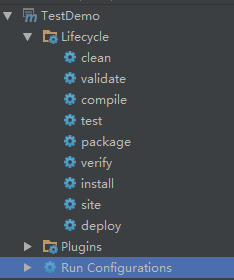 TestDemo
Lifecycle
clean
validate
compile
test
package
verify
install
site
deploy
Plugins
Run Configurations